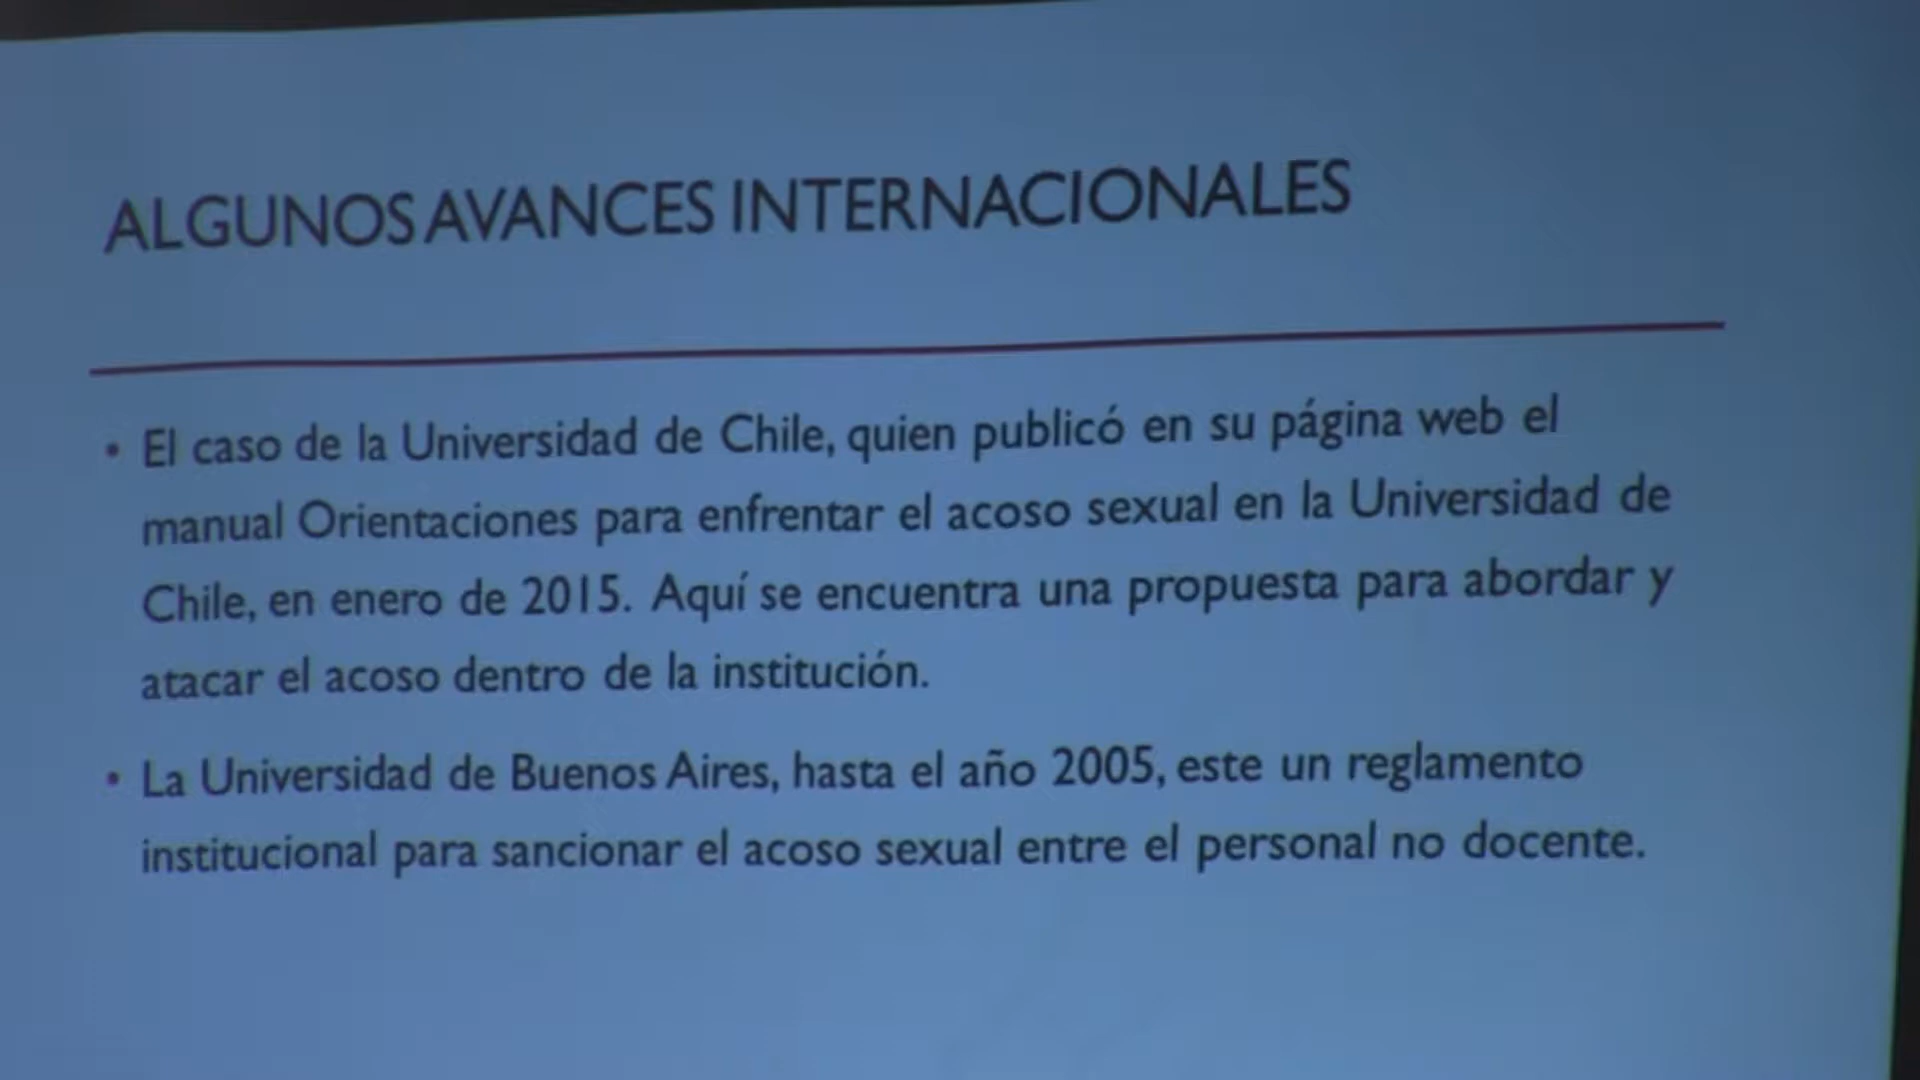 ALGUNOS AVANCES INTERNACIONALES
• El caso de la Universidad de Chile, quien publicó en su página web el
manual Orientaciones para enfrentar el acoso sexual en la Universidad de
Chile, en enero de 2015. Aquí se encuentra una propuesta para abordar y
atacar el acoso dentro de la institución.
• La Universidad de Buenos Aires, hasta el año 2005, este un reglamento
institucional para sancionar el acoso sexual entre el personal no docente.